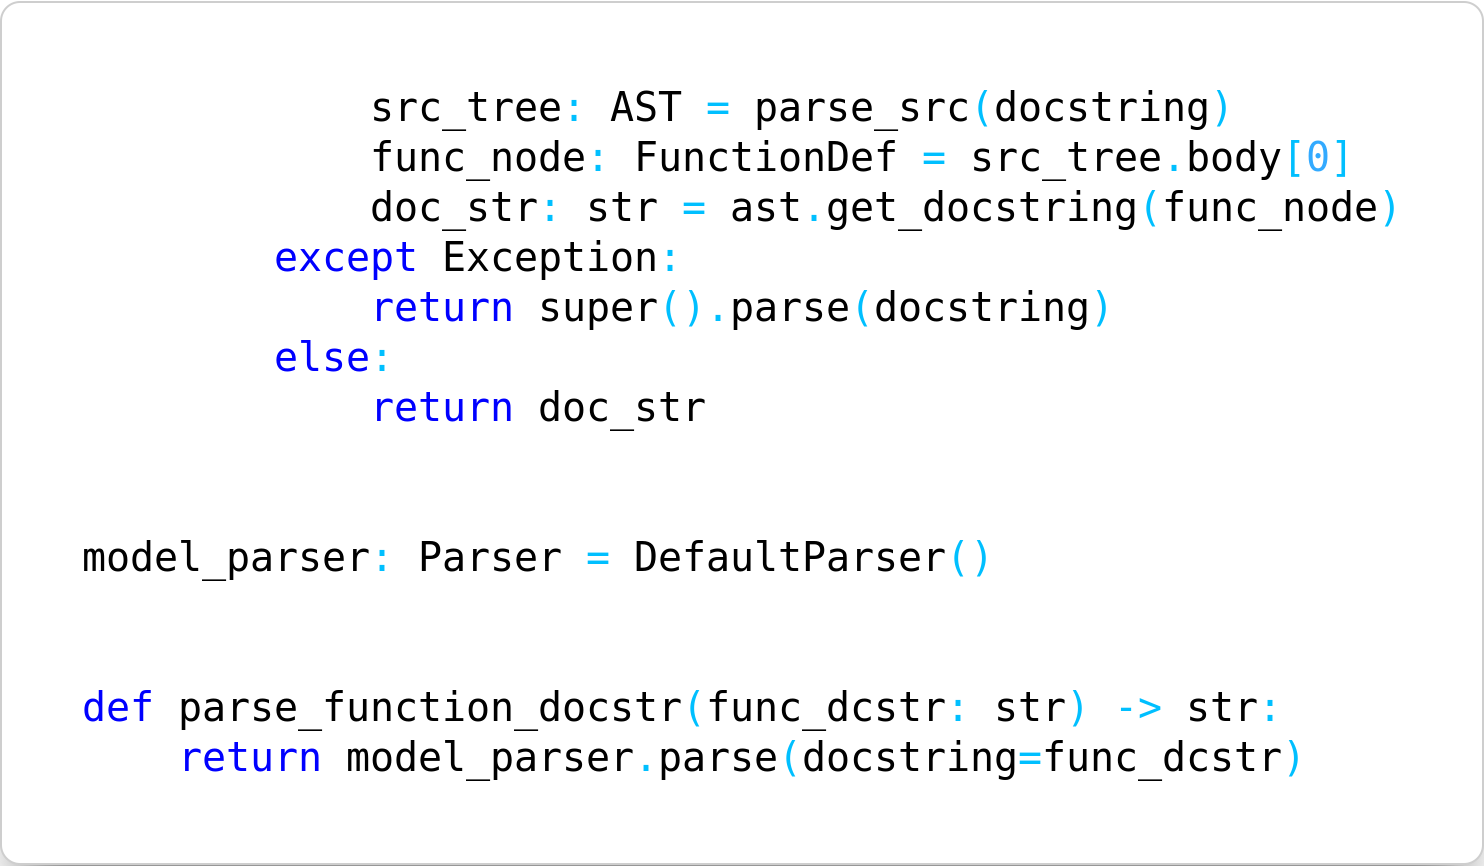 src_tree: AST = parse_src(docstring)
            func_node: FunctionDef = src_tree.body[0]
            doc_str: str = ast.get_docstring(func_node)
        except Exception:
            return super().parse(docstring)
        else:
            return doc_str


model_parser: Parser = DefaultParser()


def parse_function_docstr(func_dcstr: str) -> str:
    return model_parser.parse(docstring=func_dcstr)